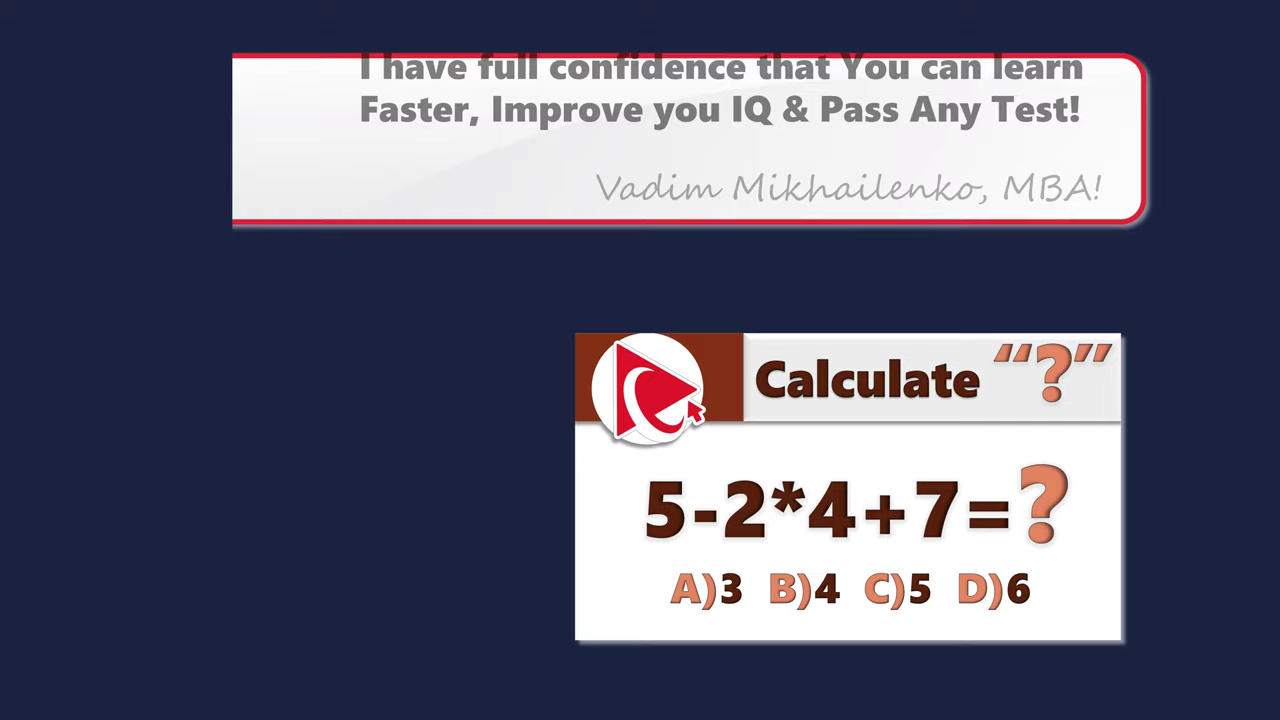 I have full confidence that You can learn
Faster, Improve you IQ & Pass Any Test!
Vadim Mikhailenko, MBA!
Calculate “?”
5-2*4+7=?
A)3 B)4 C)5 D)6